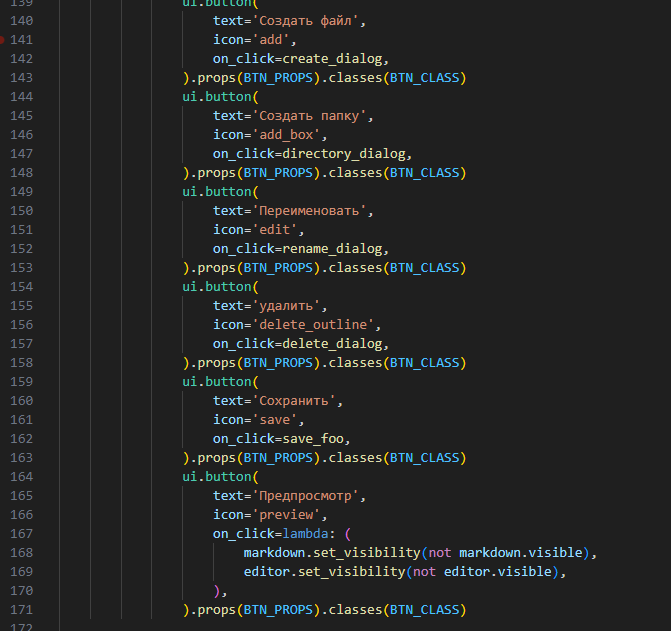 139 ui.button(
140 text='Создать файл',
141 icon='add',
142 on_click=create_dialog,
143 ).props(BTN_PROPS).classes(BTN_CLASS)
144 ui.button(
145 text='Создать папку',
146 icon='add_box',
147 on_click=directory_dialog,
148 ).props(BTN_PROPS).classes(BTN_CLASS)
149 ui.button(
150 text='Переименовать',
151 icon='edit',
152 on_click=rename_dialog,
153 ).props(BTN_PROPS).classes(BTN_CLASS)
154 ui.button(
155 text='удалить',
156 icon='delete_outline',
157 on_click=delete_dialog,
158 ).props(BTN_PROPS).classes(BTN_CLASS)
159 ui.button(
160 text='Сохранить',
161 icon='save',
162 on_click=save_foo,
163 ).props(BTN_PROPS).classes(BTN_CLASS)
164 ui.button(
165 text='Предпросмотр',
166 icon='preview',
167 on_click=lambda: (
168 markdown.set_visibility(not markdown.visible),
169 editor.set_visibility(not editor.visible),
170 ),
171 ).props(BTN_PROPS).classes(BTN_CLASS)
172